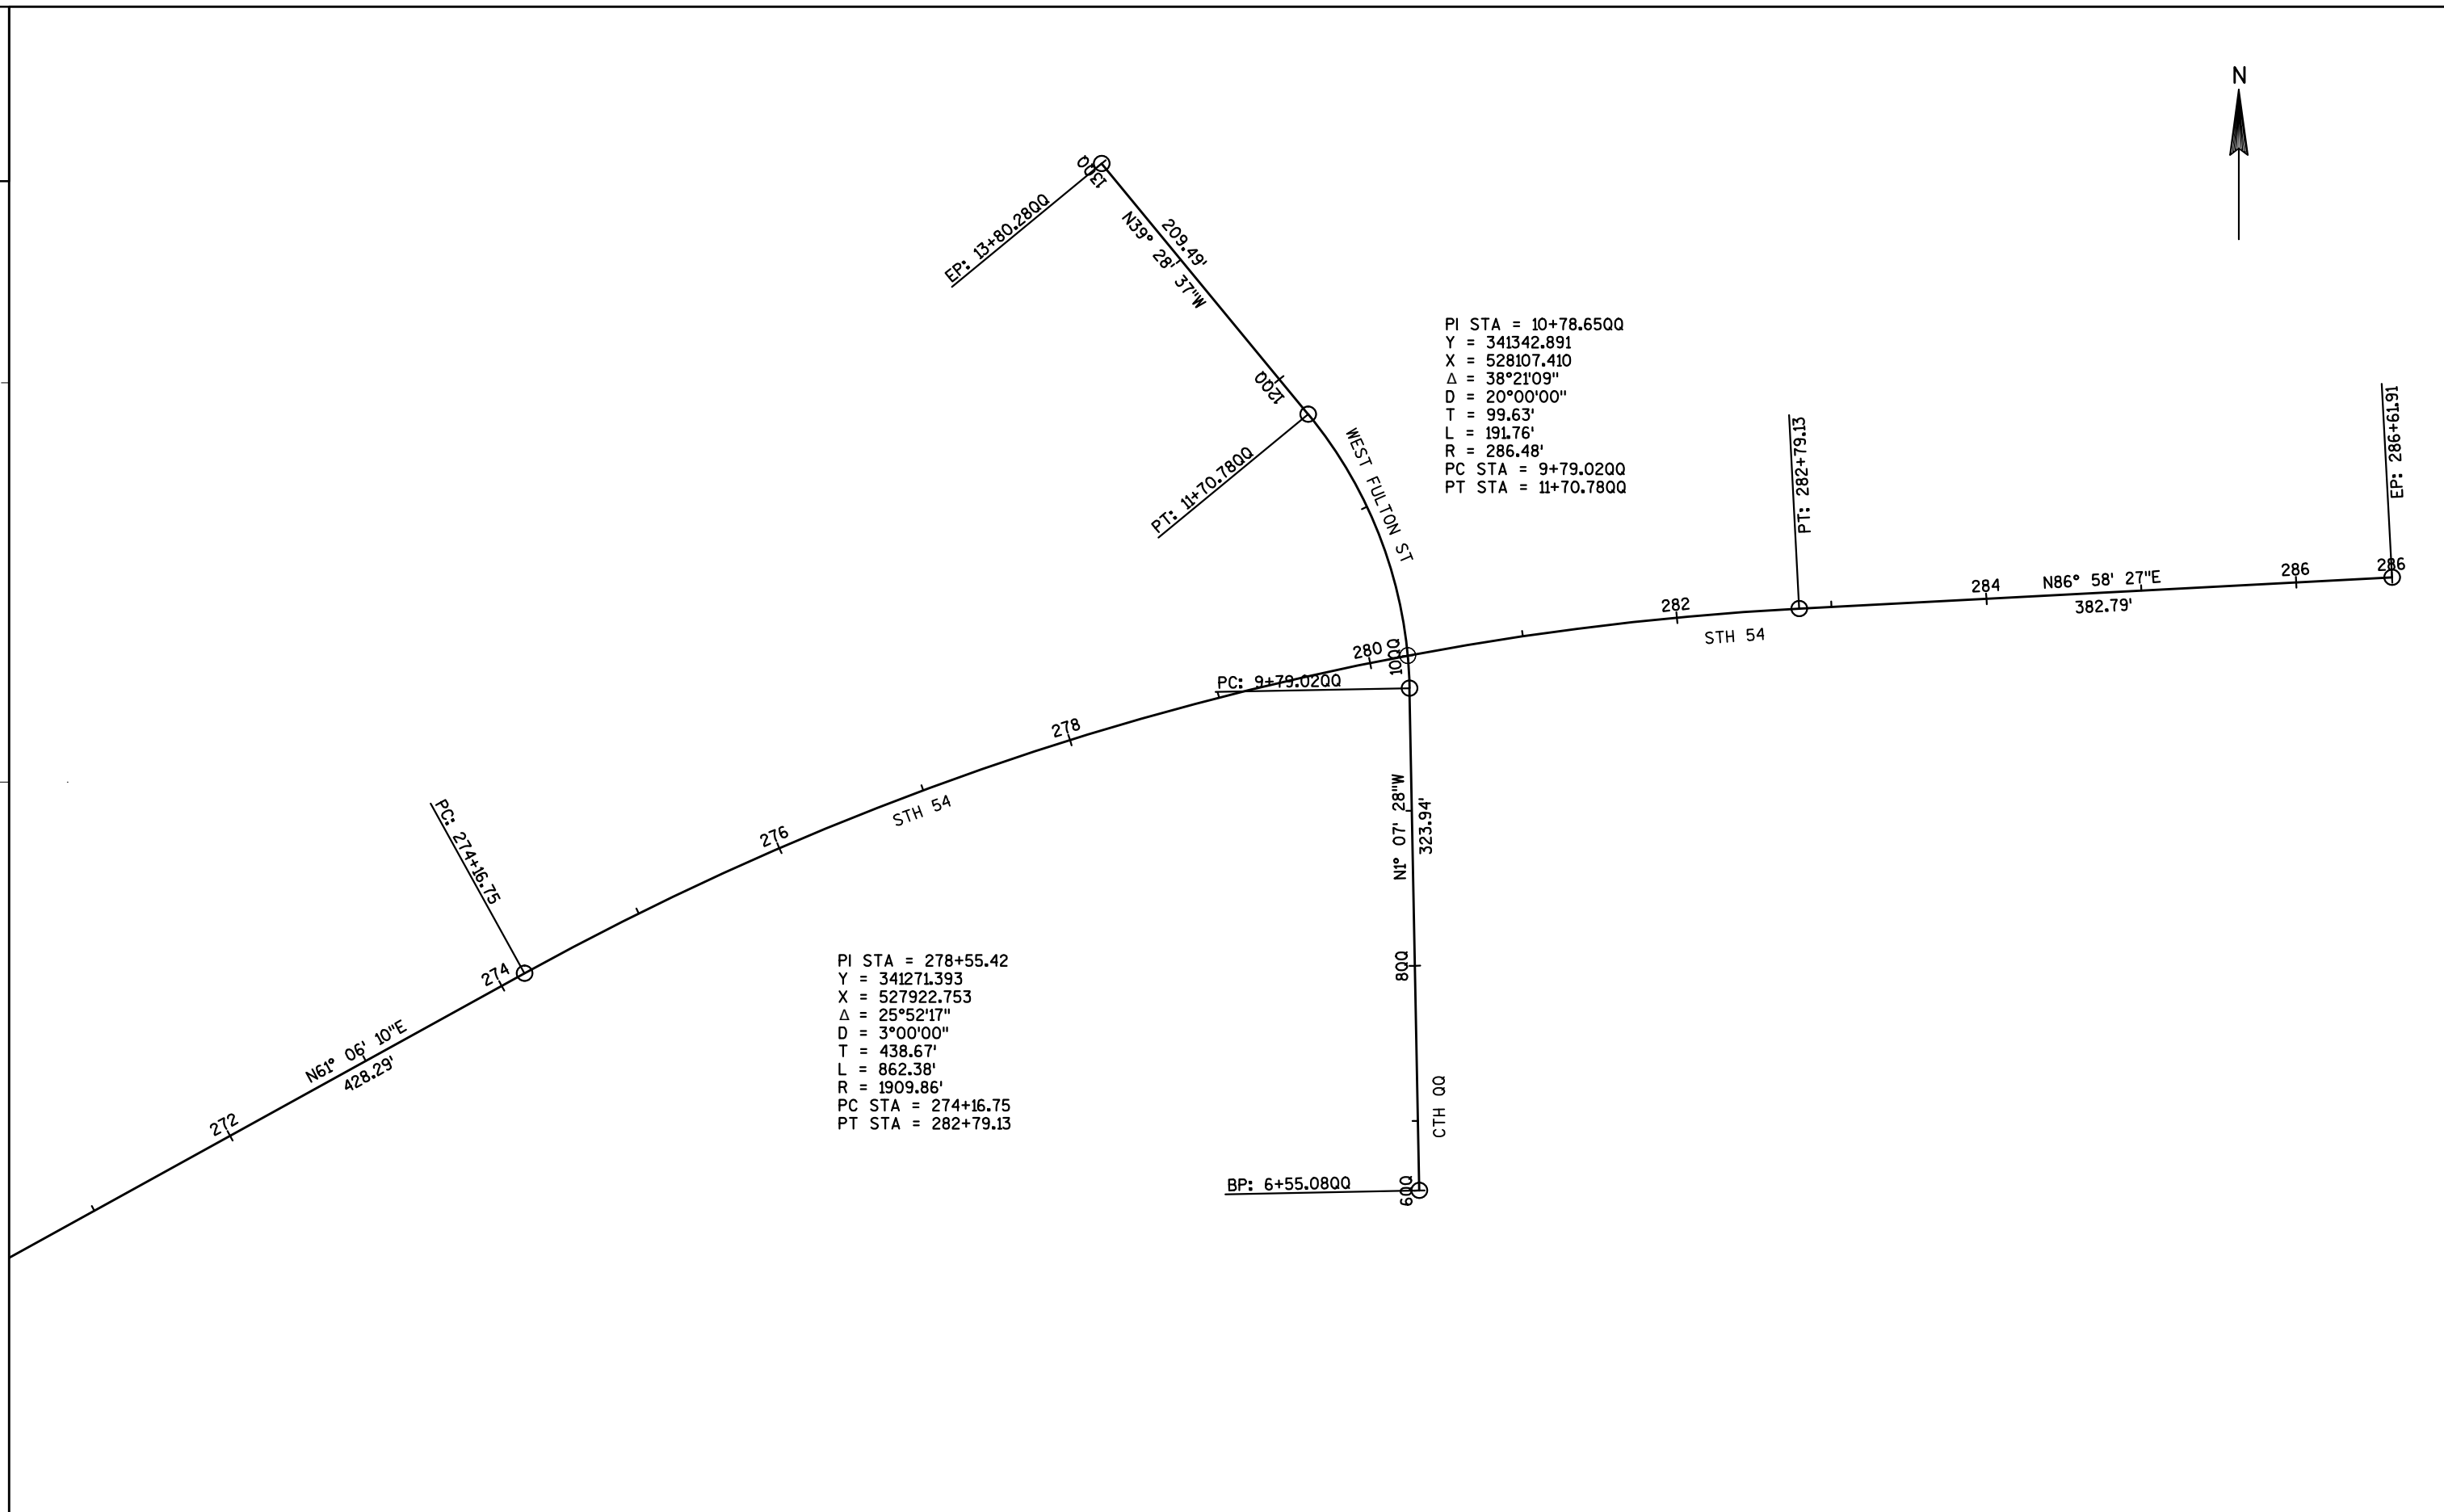 N
13QQ
EP: 13+80.28QQ
209.49'
N39° 28' 37"W
12QQ
PT: 11+70.78QQ
WEST FULTON ST
PI STA = 10+78.65QQ
Y = 341342.891
X = 528107.410
Δ = 38°21'09"
D = 20°00'00"
T = 99.63'
L = 191.76'
R = 286.48'
PC STA = 9+79.02QQ
PT STA = 11+70.78QQ
PT: 282+79.13
EP: 286+61.91
286
286
284
N86° 58' 27"E
382.79'
282
STH 54
280
10QQ
PC: 9+79.02QQ
278
STH 54
276
PC: 274+16.75
274
N61° 06' 10"E
428.29'
272
N1° 07' 28"W
323.94'
8QQ
CTH QQ
BP: 6+55.08QQ
6QQ
PI STA = 278+55.42
Y = 341271.393
X = 527922.753
Δ = 25°52'17"
D = 3°00'00"
T = 438.67'
L = 862.38'
R = 1909.86'
PC STA = 274+16.75
PT STA = 282+79.13